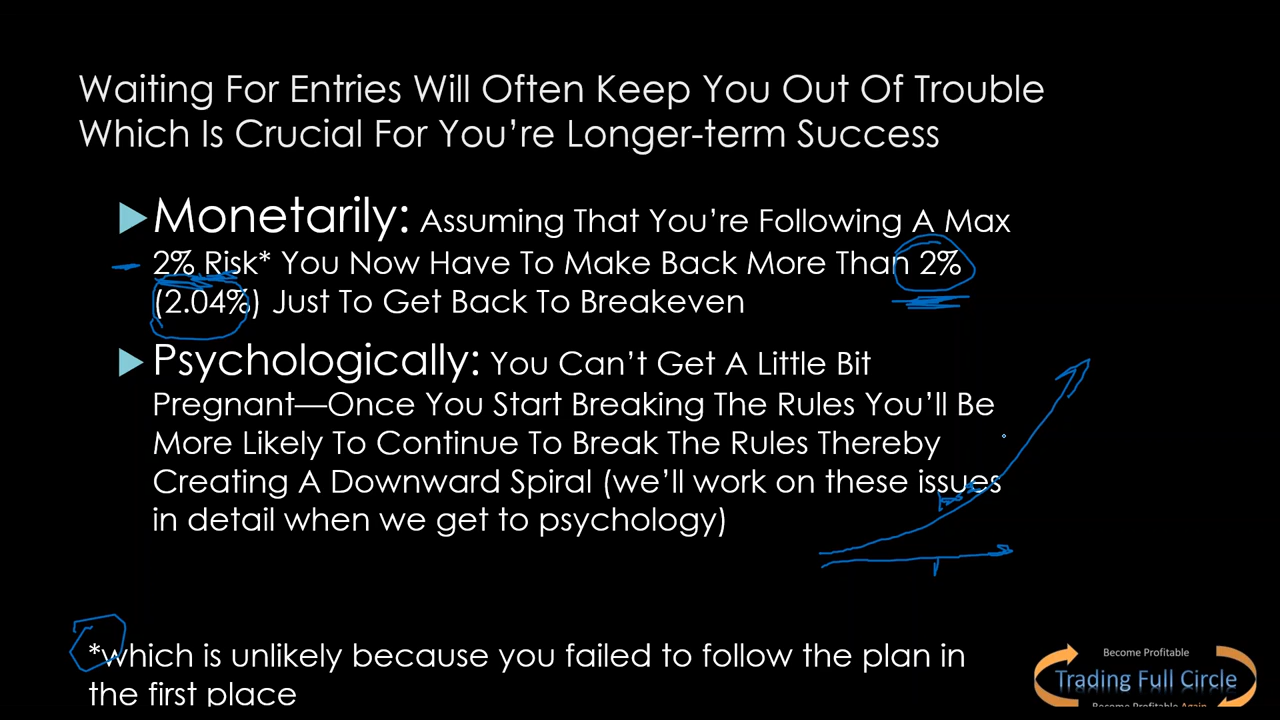 Waiting For Entries Will Often Keep You Out Of Trouble
Which Is Crucial For You're Longer-term Success
Monetarily: Assuming That You're Following A Max
2% Risk* You Now Have To Make Back More Than 2%
(2.04%) Just To Get Back To Breakeven
Psychologically: You Can't Get A Little Bit
Pregnant—Once You Start Breaking The Rules You'll Be
More Likely To Continue To Break The Rules Thereby
Creating A Downward Spiral (we'll work on these issues
in detail when we get to psychology)
*which is unlikely because you failed to follow the plan in
the first place
Become Profitable
Trading Full Circle
Become Profitable Again